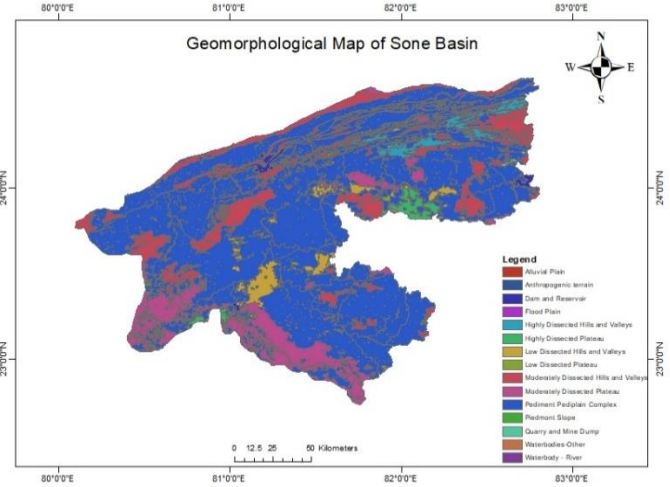 80°0'0"E 81°0'0"E 82°0'0"E 83°0'0"E
Geomorphological Map of Sone Basin
N
W E
S
24°0'0"N 24°0'0"N
Legend
Alluvial Plain
Anthropogenic terrain
Dam and Reservoir
Flood Plain
Highly Dissected Hills and Valleys
Highly Dissected Plateau
Low Dissected Hills and Valleys
Low Dissected Plateau
Moderately Dissected Hills and Valleys
Moderately Dissected Plateau
Pediment Pediplain Complex
Piedmont Slope
Quarry and Mine Dump
Waterbodies-Other
Waterbody - River
23°0'0"N 23°0'0"N
0 12.5 25 50 Kilometers
80°0'0"E 81°0'0"E 82°0'0"E 83°0'0"E